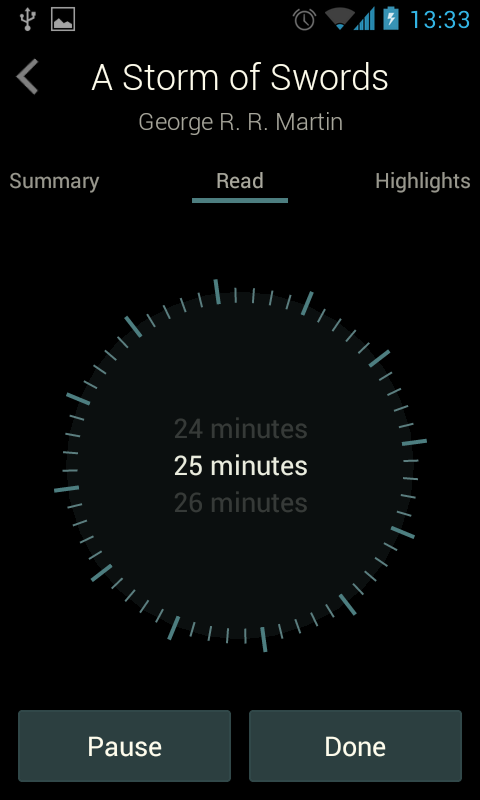 13:33
A Storm of Swords
George R. R. Martin
Summary Read Highlights
24 minutes
25 minutes
26 minutes
Pause Done